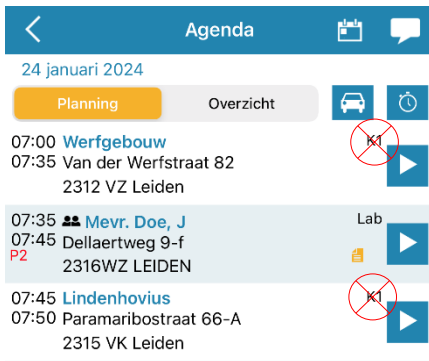 Agenda
24 januari 2024
Planning Overzicht
07:00 Werfgebouw K1
07:35 Van der Werfstraat 82
2312 VZ Leiden
07:35 Mevr. Doe, J Lab
07:45 Dellaertweg 9-f
P2
2316WZ LEIDEN
07:45 Lindenhovius K1
07:50 Paramaribostraat 66-A
2315 VK Leiden